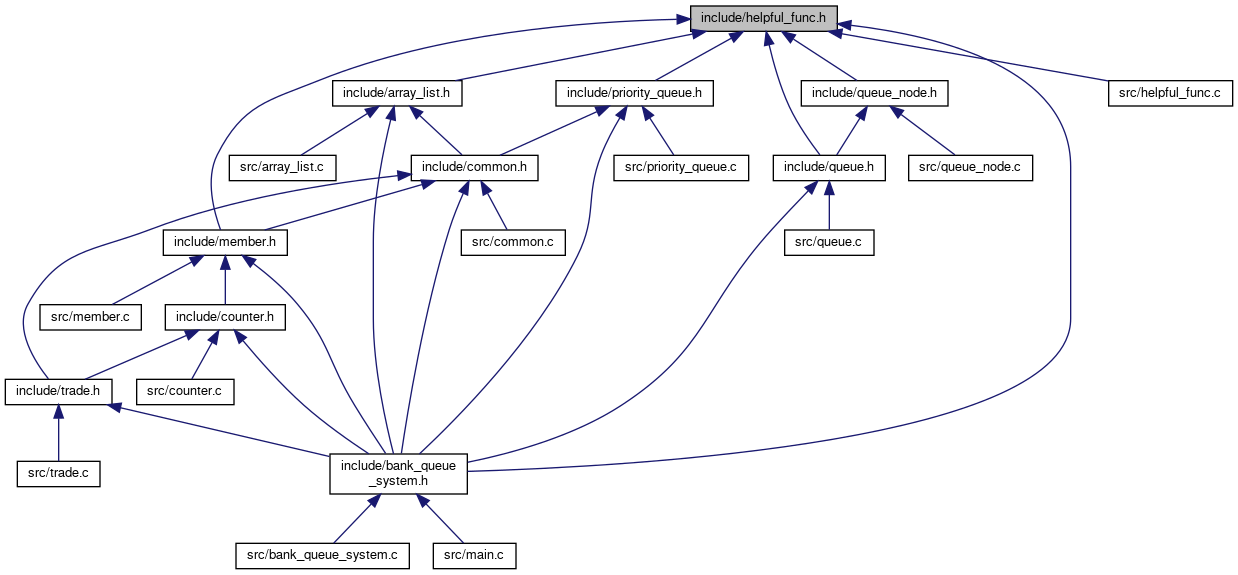 include/helpful_func.h
include/array_list.h
include/priority_queue.h
include/queue_node.h
src/helpful_func.c
src/array_list.c
include/common.h
src/priority_queue.c
include/queue.h
src/queue_node.c
include/member.h
src/common.c
src/queue.c
src/member.c
include/counter.h
include/trade.h
src/counter.c
src/trade.c
include/bank_queue
_system.h
src/bank_queue_system.c
src/main.c